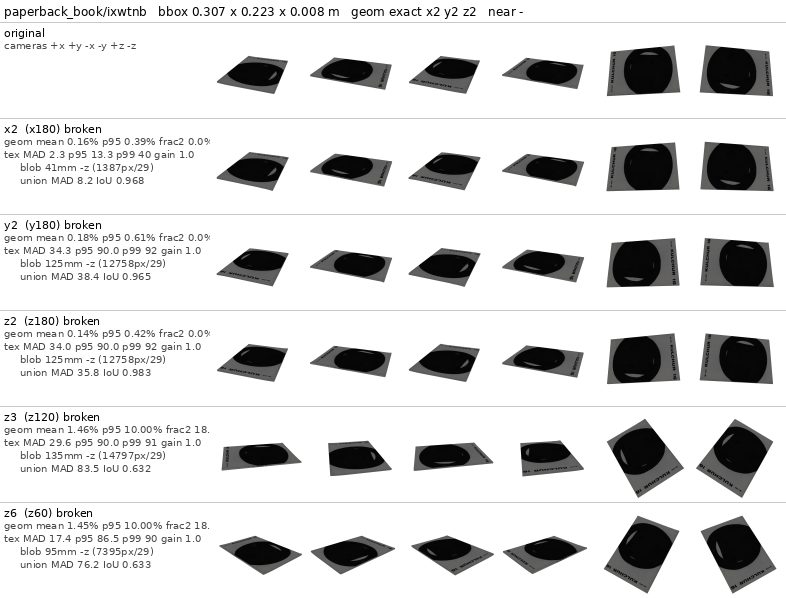 paperback_book/ixwtnb   bbox 0.307 x 0.223 x 0.008 m   geom exact x2 y2 z2   near -
original
cameras +x +y -x -y +z -z
x2  (x180) broken
geom mean 0.16% p95 0.39% frac2 0.0%
tex MAD 2.3 p95 13.3 p99 40 gain 1.0
blob 41mm -z (1387px/29)
union MAD 8.2 IoU 0.968
y2  (y180) broken
geom mean 0.18% p95 0.61% frac2 0.0%
tex MAD 34.3 p95 90.0 p99 92 gain 1.0
blob 125mm -z (12758px/29)
union MAD 38.4 IoU 0.965
z2  (z180) broken
geom mean 0.14% p95 0.42% frac2 0.0%
tex MAD 34.0 p95 90.0 p99 92 gain 1.0
blob 125mm -z (12758px/29)
union MAD 35.8 IoU 0.983
z3  (z120) broken
geom mean 1.46% p95 10.00% frac2 18.
tex MAD 29.6 p95 90.0 p99 91 gain 1.0
blob 135mm -z (14797px/29)
union MAD 83.5 IoU 0.632
z6  (z60) broken
geom mean 1.45% p95 10.00% frac2 18.
tex MAD 17.4 p95 86.5 p99 90 gain 1.0
blob 95mm -z (7395px/29)
union MAD 76.2 IoU 0.633